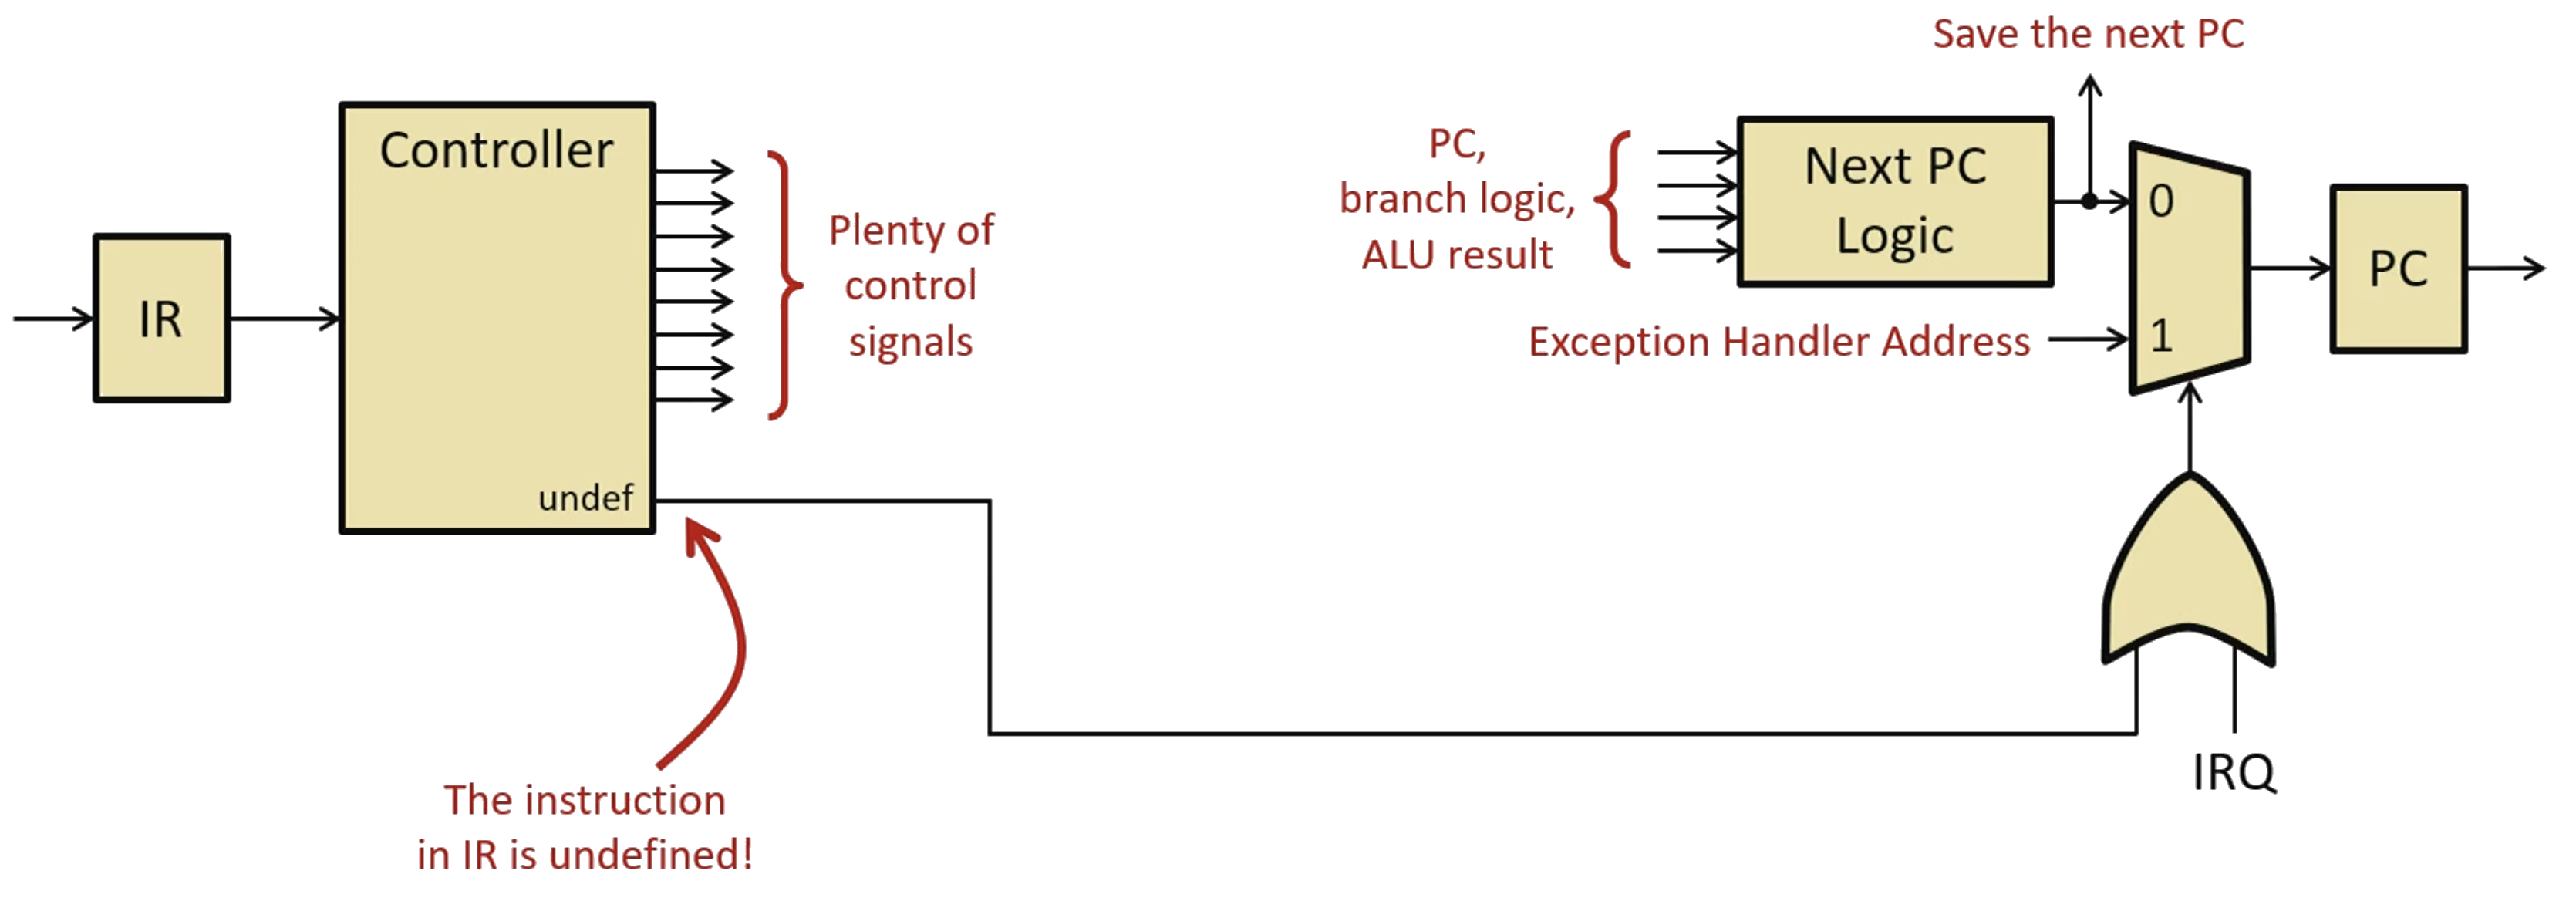 IR
Controller
undef
Plenty of
control
signals
The instruction
in IR is undefined!
PC,
branch logic,
ALU result
Next PC
Logic
Save the next PC
Exception Handler Address
0
1
PC
IRQ